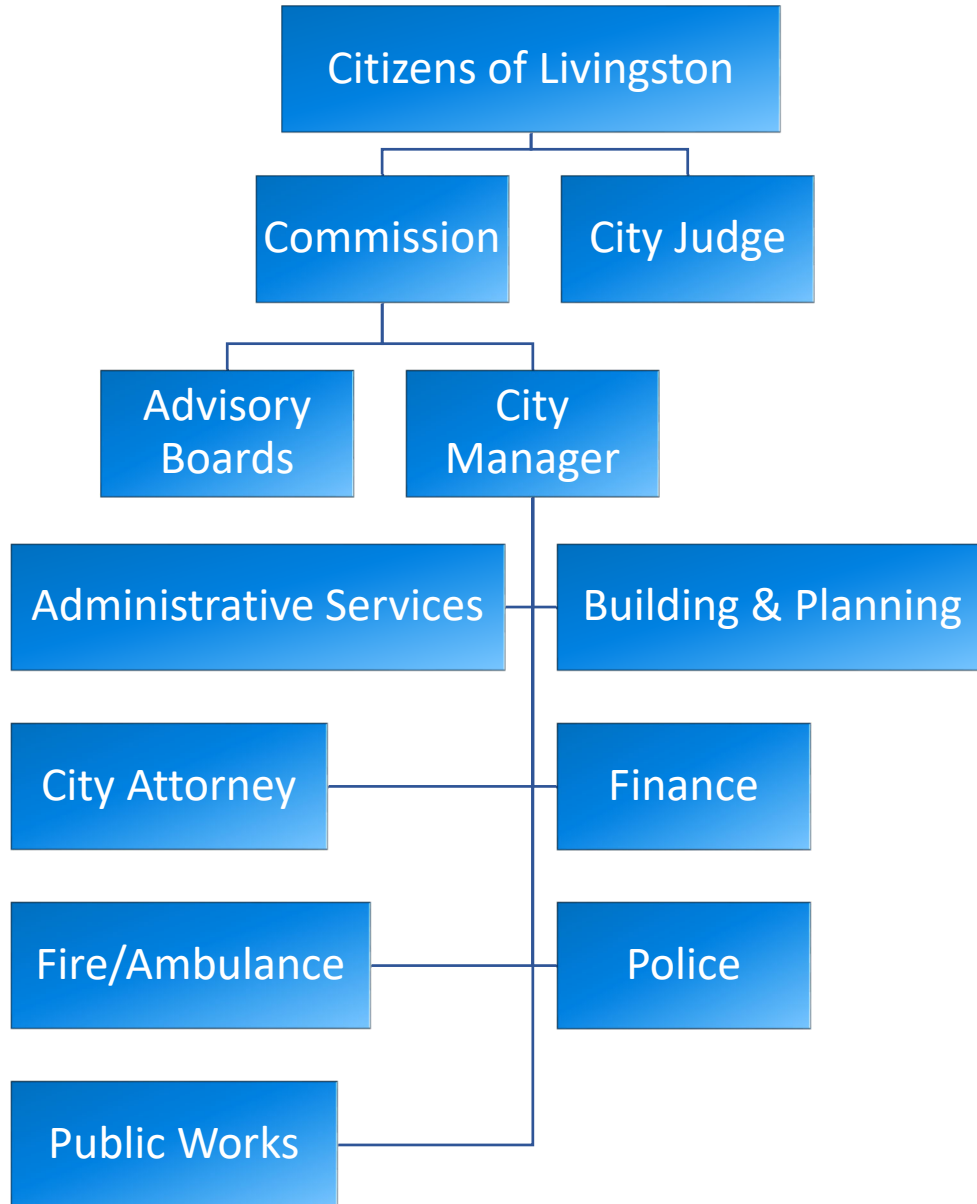 Citizens of Livingston
Commission
City Judge
Advisory
Boards
City
Manager
Administrative Services
Building & Planning
City Attorney
Finance
Fire/Ambulance
Police
Public Works